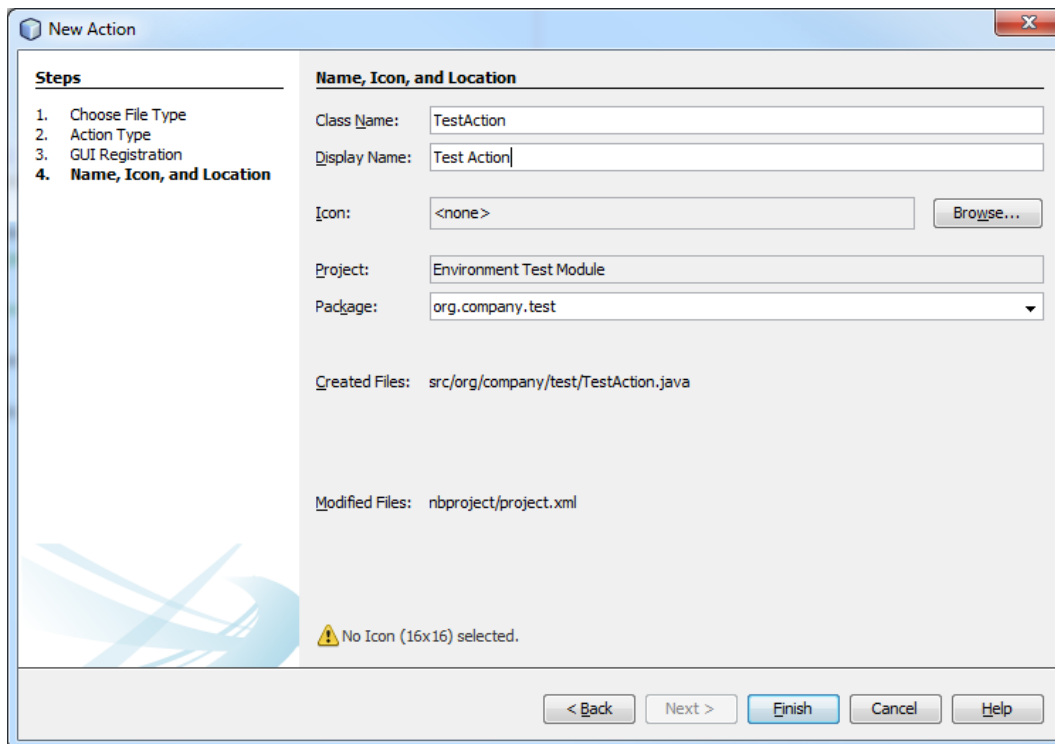 New Action
Steps
1. Choose File Type
2. Action Type
3. GUI Registration
4. Name, Icon, and Location
Name, Icon, and Location
Class Name: TestAction
Display Name: Test Action
Icon: <none> Browse...
Project: Environment Test Module
Package: org.company.test
Created Files: src/org/company/test/TestAction.java
Modified Files: nbproject/project.xml
No Icon (16x16) selected.
< Back Next > Finish Cancel Help